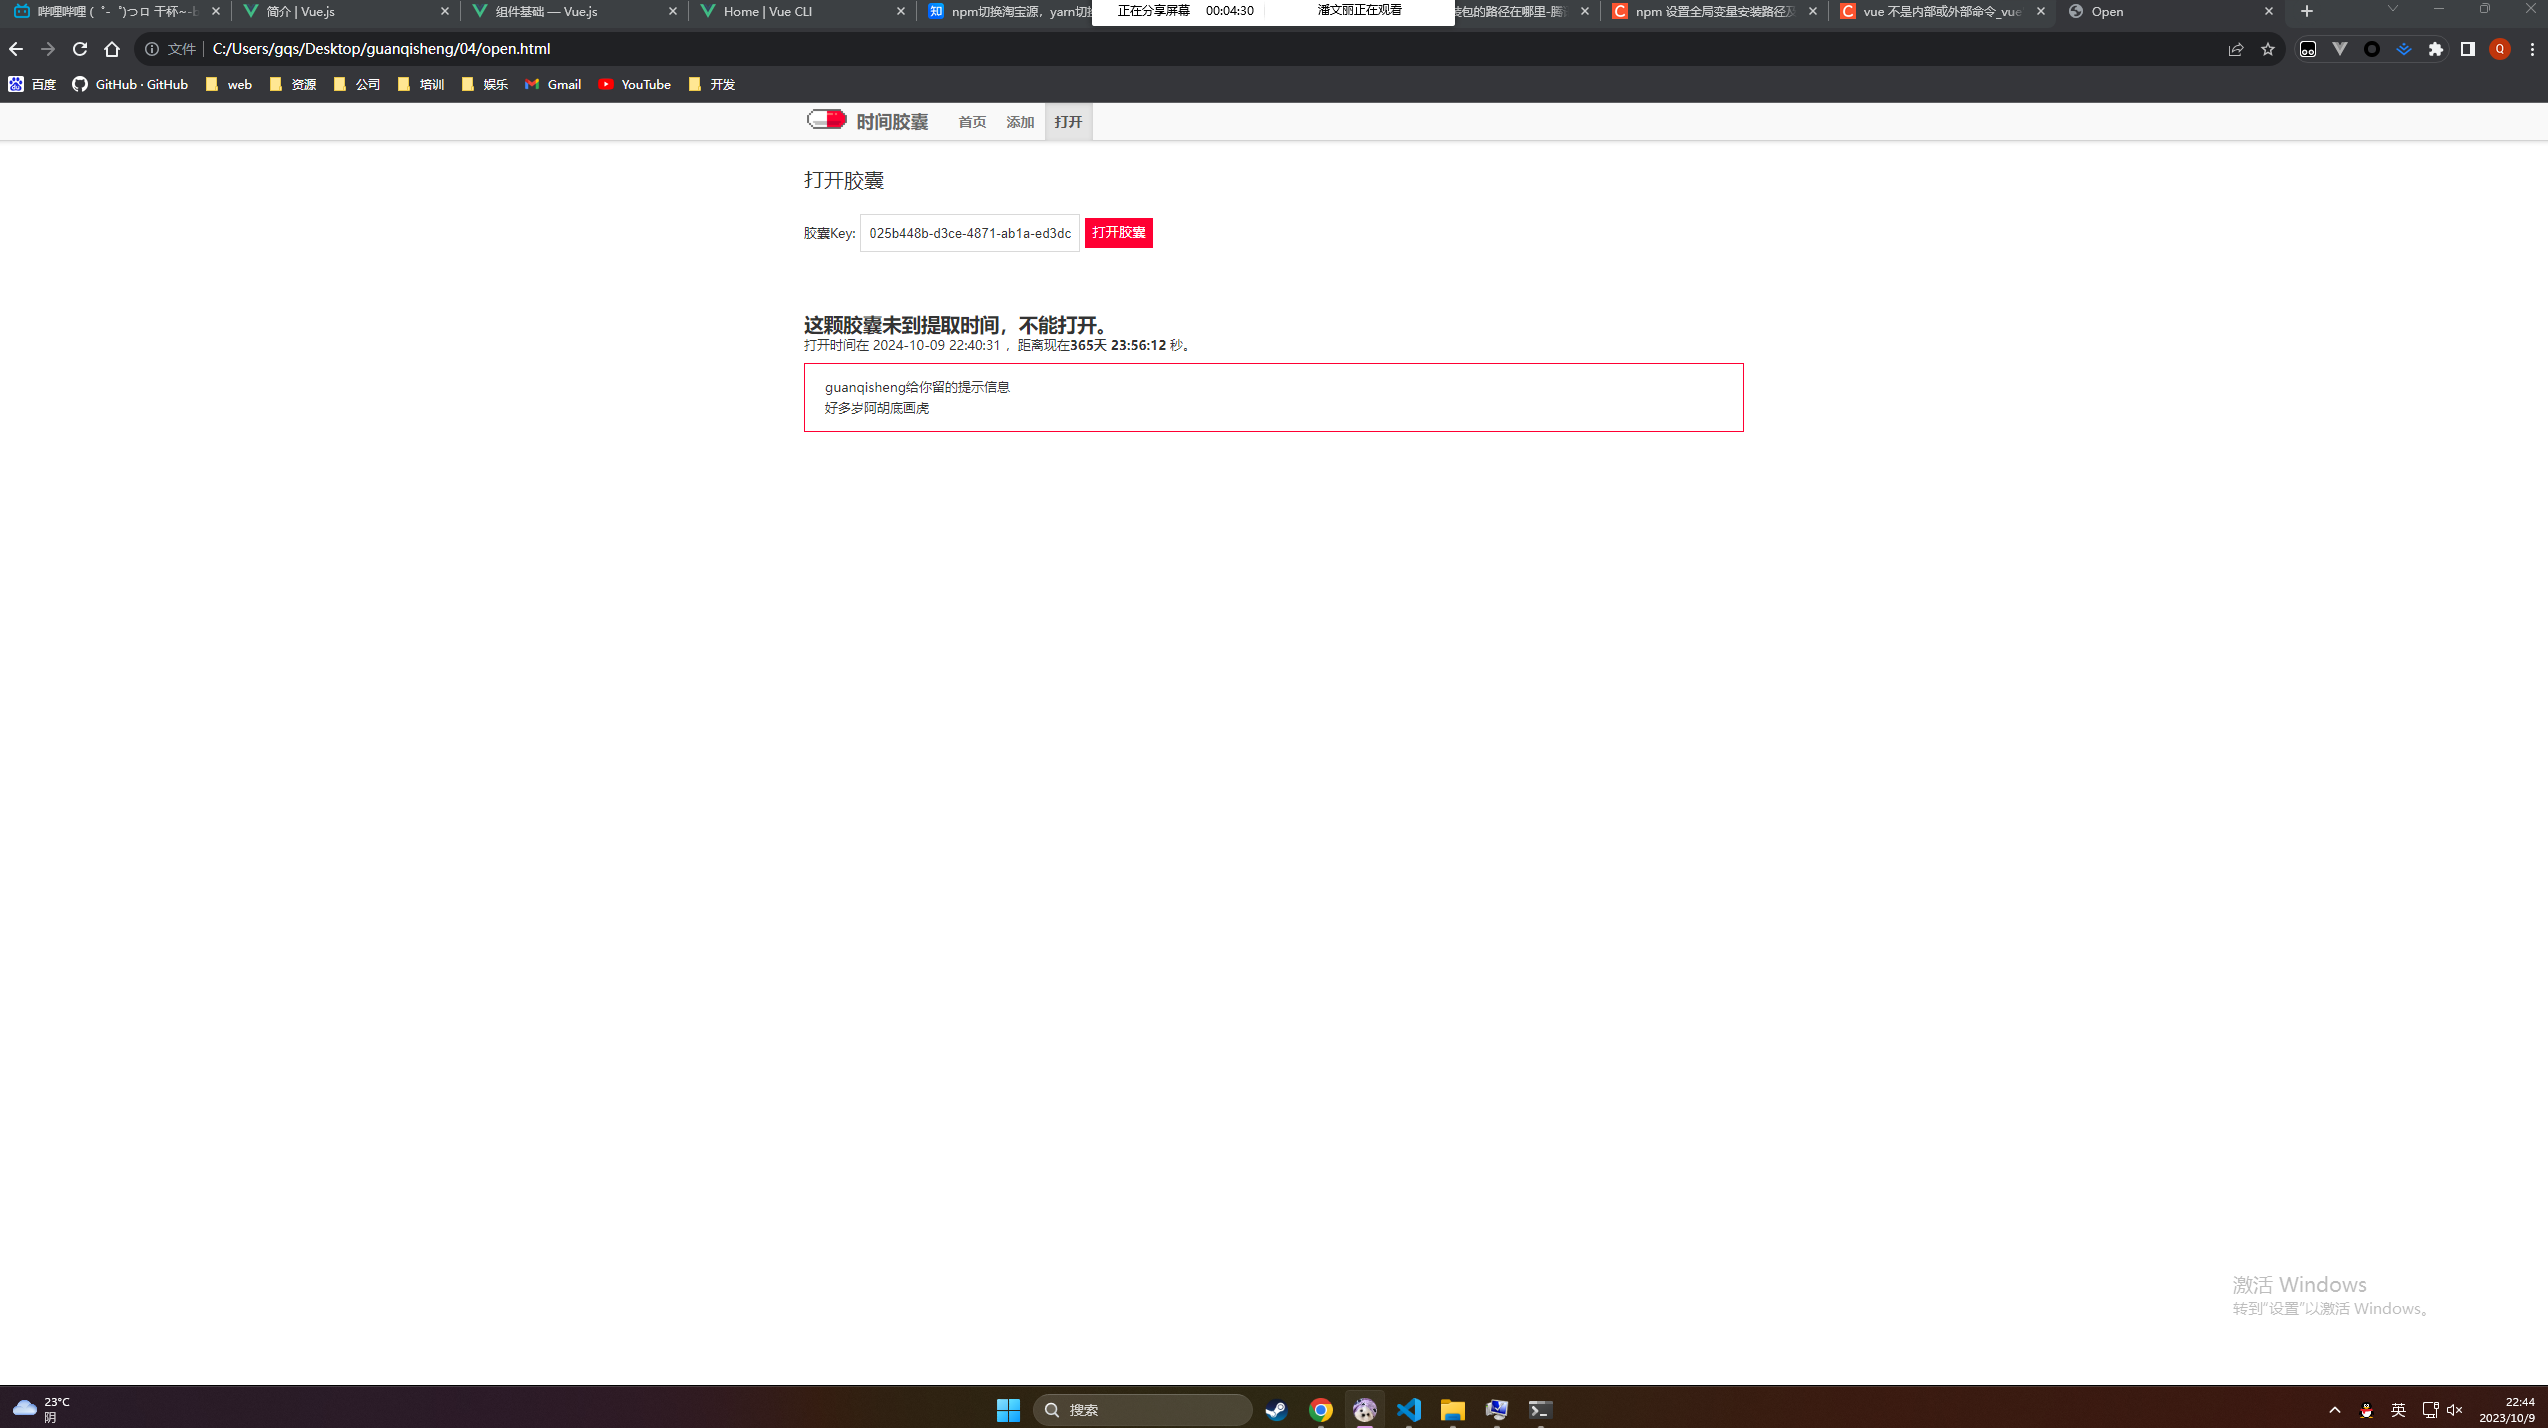 哔哩哔哩 (゜-゜)つロ 干杯~-b
简介 | Vue.js
组件基础 — Vue.js
Home | Vue CLI
npm切换淘宝源，yarn切换
正在分享屏幕 00:04:30 潘文丽正在观看
装包的路径在哪里-腾讯
npm 设置全局变量安装路径及
vue 不是内部或外部命令_vue
Open
文件 C:/Users/gqs/Desktop/guanqisheng/04/open.html
百度 GitHub · GitHub web 资源 公司 培训 娱乐 Gmail YouTube 开发
时间胶囊 首页 添加 打开
打开胶囊
胶囊Key: 025b448b-d3ce-4871-ab1a-ed3dc 打开胶囊
这颗胶囊未到提取时间，不能打开。
打开时间在 2024-10-09 22:40:31 ，距离现在365天 23:56:12 秒。
guanqisheng给你留的提示信息
好多岁阿胡底画虎
激活 Windows
转到"设置"以激活 Windows。
23°C
阴
搜索
英
22:44
2023/10/9